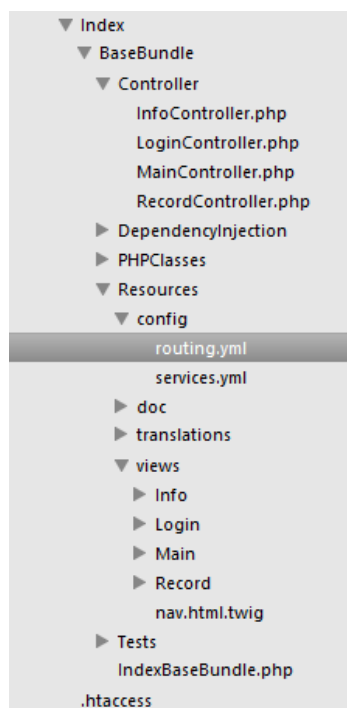 Index
BaseBundle
Controller
InfoController.php
LoginController.php
MainController.php
RecordController.php
DependencyInjection
PHPClasses
Resources
config
routing.yml
services.yml
doc
translations
views
Info
Login
Main
Record
nav.html.twig
Tests
IndexBaseBundle.php
.htaccess